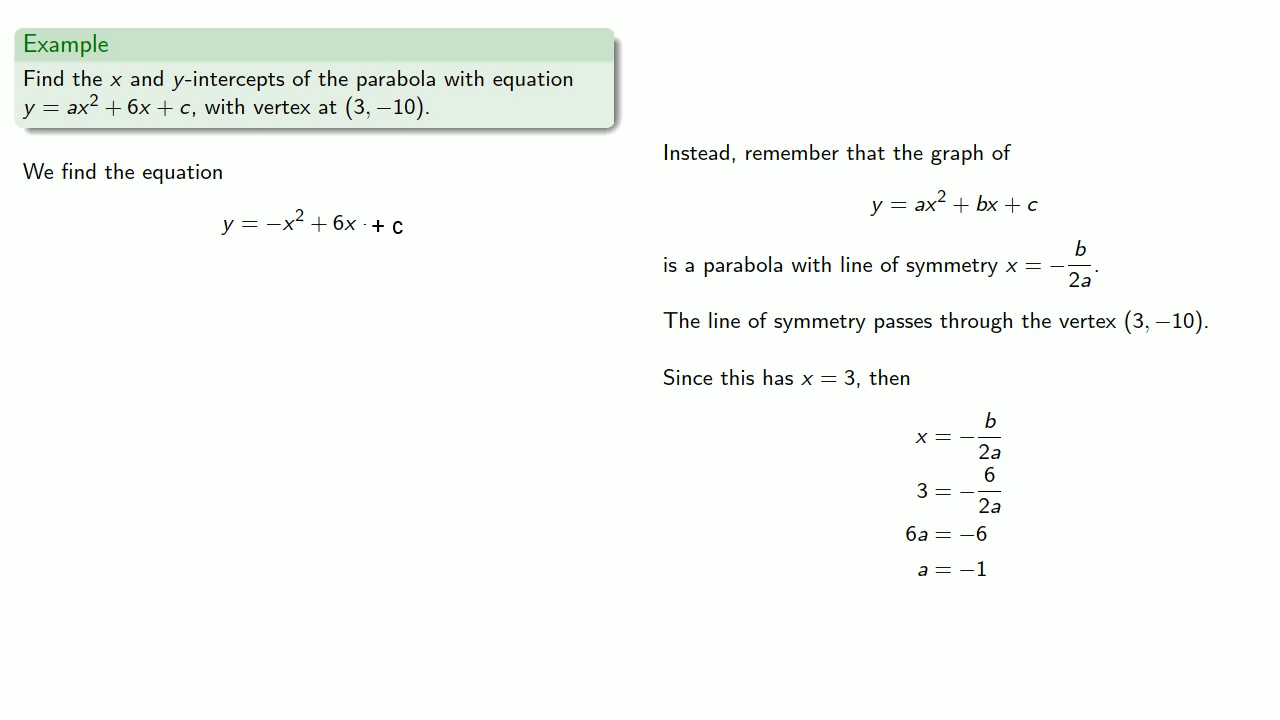 Example
Find the x and y-intercepts of the parabola with equation
y = ax² + 6x + c, with vertex at (3, −10).
We find the equation
y = −x² + 6x + c
Instead, remember that the graph of
y = ax² + bx + c
is a parabola with line of symmetry x = −b/2a.
The line of symmetry passes through the vertex (3, −10).
Since this has x = 3, then
x = −b/2a
3 = −6/2a
6a = −6
a = −1